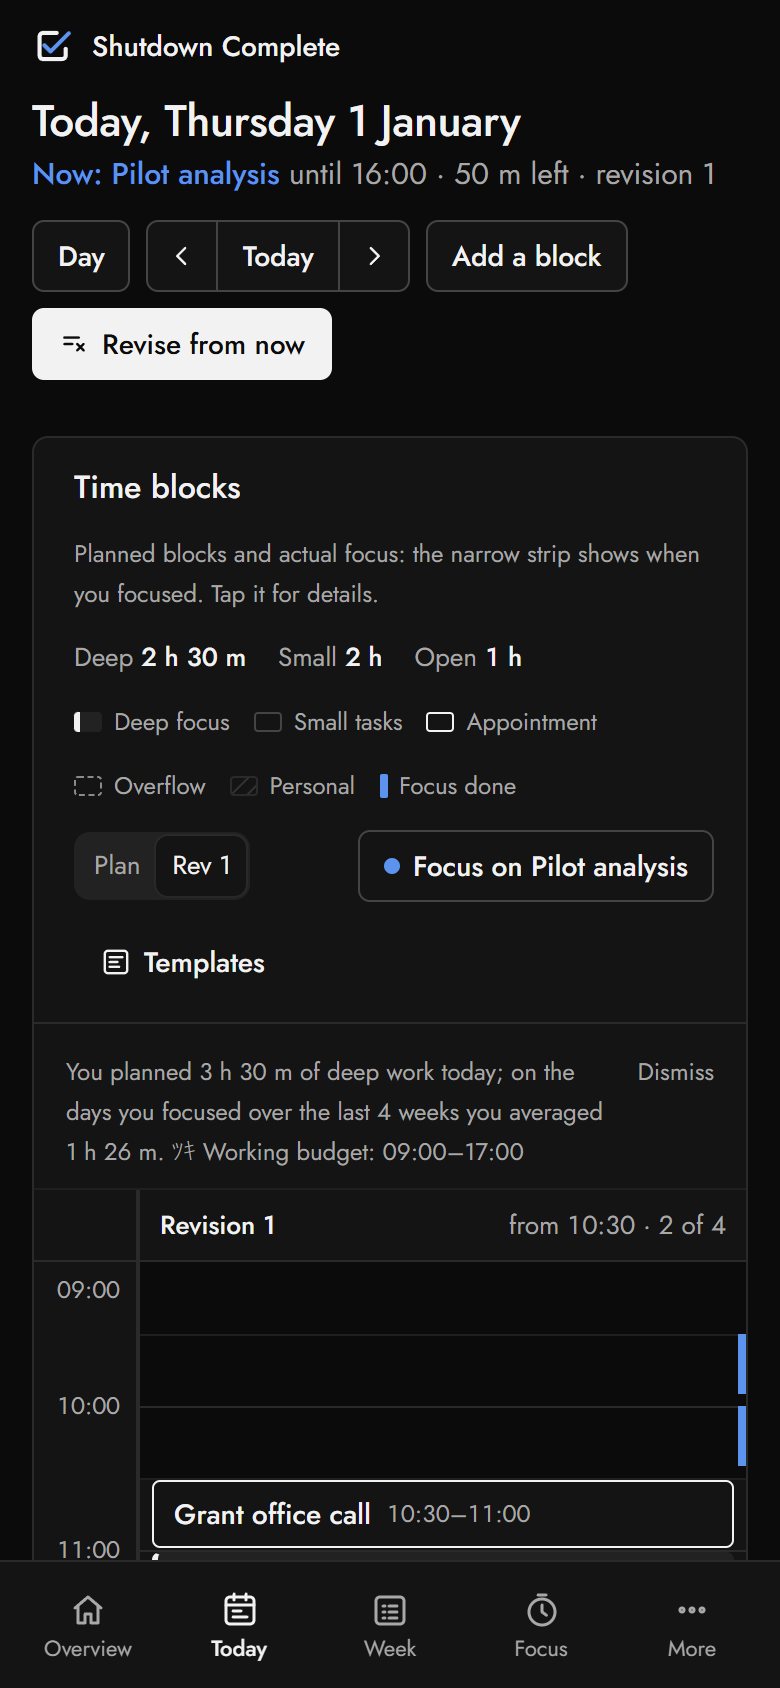 Shutdown Complete
Today, Thursday 1 January
Now: Pilot analysis until 16:00 · 50 m left · revision 1
Day
Today
Add a block
Revise from now
Time blocks
Planned blocks and actual focus: the narrow strip shows when
you focused. Tap it for details.
Deep 2 h 30 m Small 2 h Open 1 h
Deep focus Small tasks Appointment
Overflow Personal Focus done
Plan Rev 1 Focus on Pilot analysis
Templates
You planned 3 h 30 m of deep work today; on the
days you focused over the last 4 weeks you averaged
1 h 26 m. ﾂｷ Working budget: 09:00–17:00
Dismiss
Revision 1 from 10:30 · 2 of 4
09:00
10:00
Grant office call 10:30–11:00
11:00
Overview Today Week Focus More